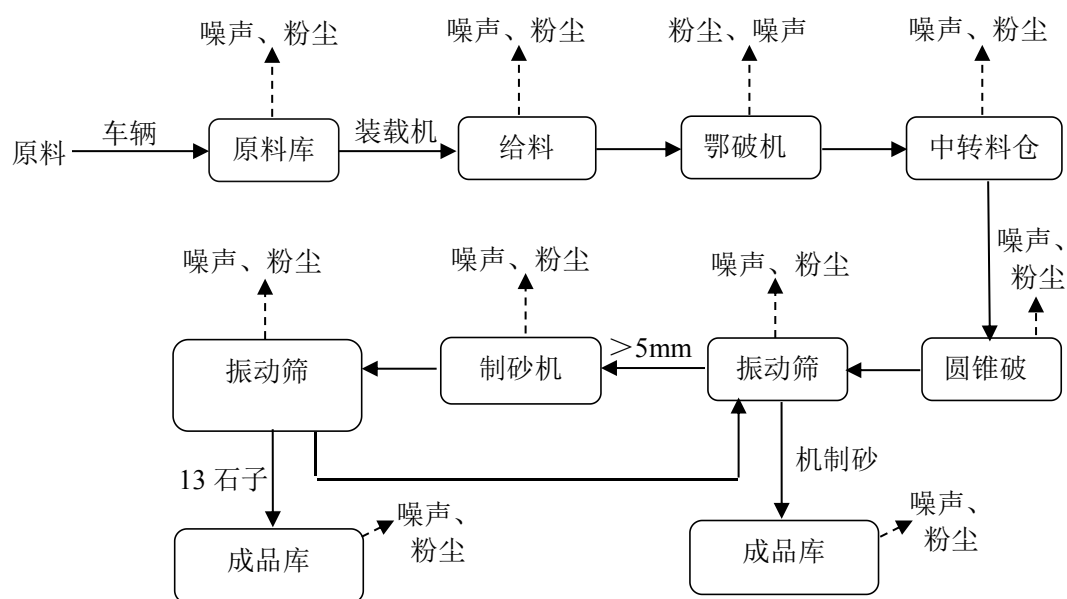 噪声、粉尘
噪声、粉尘
粉尘、噪声
噪声、粉尘
原料
车辆
原料库
装载机
给料
鄂破机
中转料仓
噪声、
粉尘
噪声、粉尘
噪声、粉尘
噪声、粉尘
振动筛
制砂机
＞5mm
振动筛
圆锥破
13 石子
机制砂
噪声、
粉尘
噪声、
粉尘
成品库
成品库